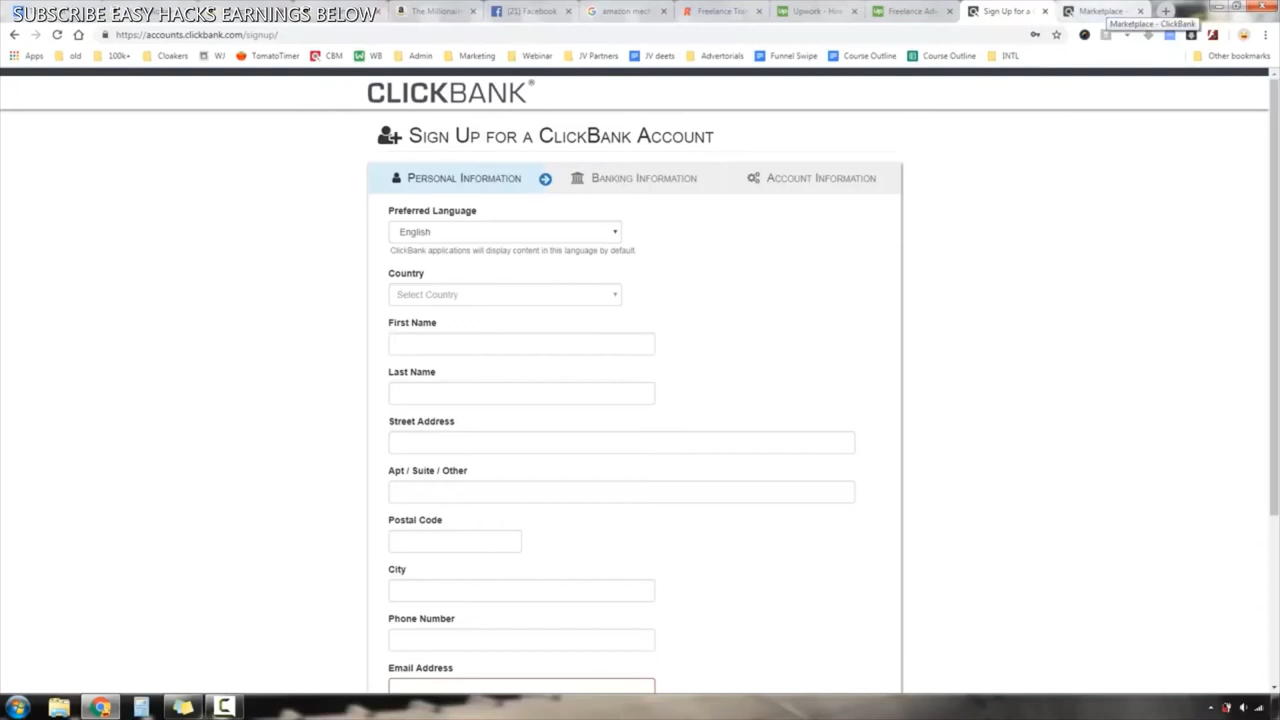 SUBSCRIBE EASY HACKS EARNINGS BELOW
The Milliona
(21) Facebook
amazon mech
Freelance Tra
Upwork - Hire
Freelance Adv
Sign Up for a
Marketplace -
Marketplace - ClickBank
https://accounts.clickbank.com/signup/
Apps
old
100k+
Cloakers
WJ
TomatoTimer
CBM
WB
Admin
Marketing
Webinar
JV Partners
JV deets
Advertorials
Funnel Swipe
Course Outline
Course Outline
INTL
Other bookmarks
CLICKBANK®
SIGN UP FOR A CLICKBANK ACCOUNT
PERSONAL INFORMATION
BANKING INFORMATION
ACCOUNT INFORMATION
Preferred Language
English
ClickBank applications will display content in this language by default.
Country
Select Country
First Name
Last Name
Street Address
Apt / Suite / Other
Postal Code
City
Phone Number
Email Address